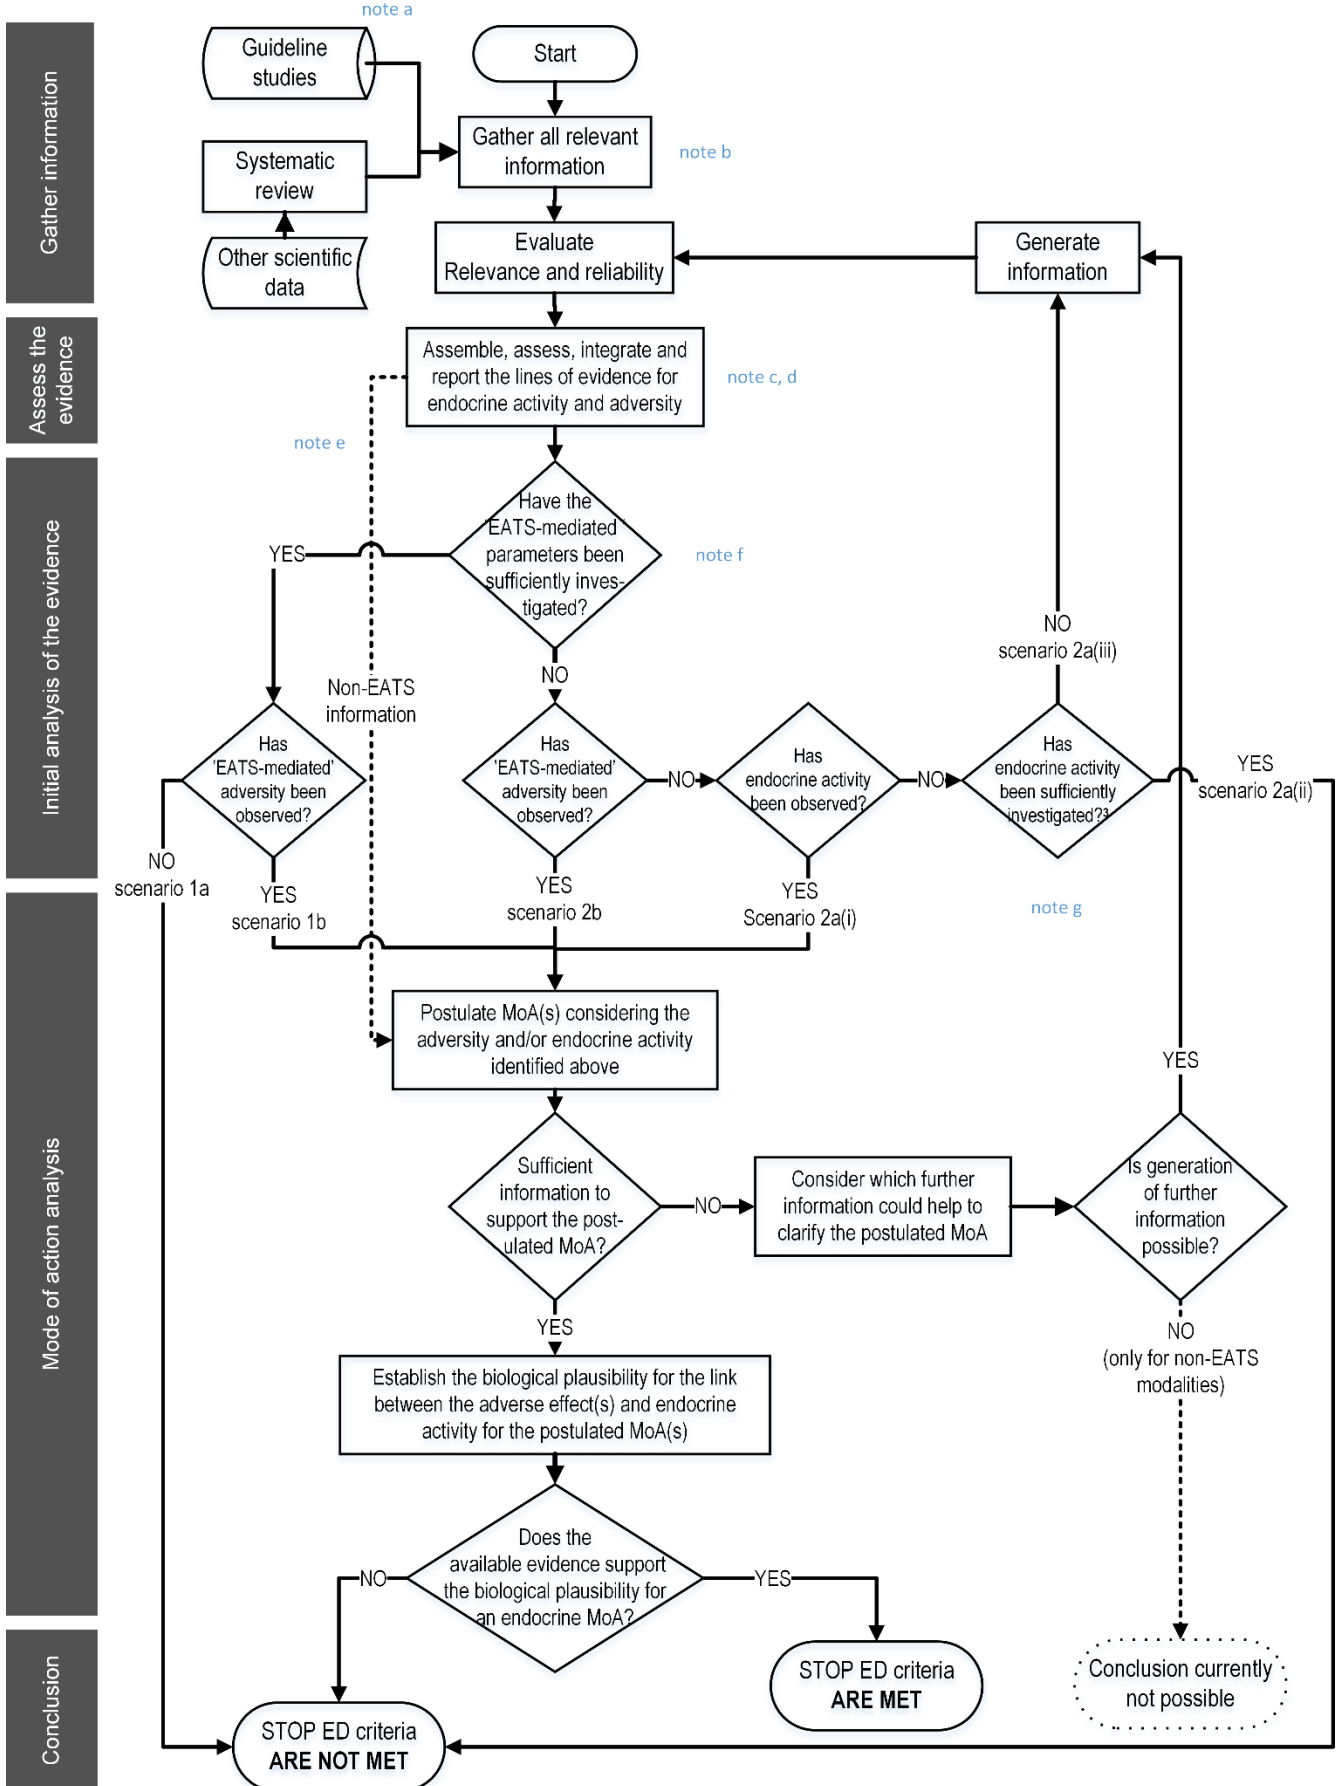 note a
Guideline
studies
Start
Gather all relevant
information
note b
Systematic
review
Other scientific
data
Evaluate
Relevance and reliability
Generate
information
Gather information
Assemble, assess, integrate and
report the lines of evidence for
endocrine activity and adversity
note c, d
Assess the
evidence
note e
Have the
'EATS-mediated'
parameters been
sufficiently inves-
tigated?
note f
YES
NO
Non-EATS
information
NO
scenario 2a(iii)
Initial analysis of the evidence
Has
'EATS-mediated'
adversity been
observed?
Has
'EATS-mediated'
adversity been
observed?
NO
Has
endocrine activity
been observed?
NO
Has
endocrine activity
been sufficiently
investigated?³
YES
scenario 2a(ii)
NO
scenario 1a
YES
scenario 1b
YES
scenario 2b
YES
Scenario 2a(i)
note g
Postulate MoA(s) considering the
adversity and/or endocrine activity
identified above
YES
Mode of action analysis
Sufficient
information to
support the post-
ulated MoA?
NO
Consider which further
information could help to
clarify the postulated MoA
Is generation
of further
information
possible?
YES
NO
(only for non-EATS
modalities)
Establish the biological plausibility for the link
between the adverse effect(s) and endocrine
activity for the postulated MoA(s)
Does the
available evidence support
the biological plausibility for
an endocrine MoA?
NO
YES
Conclusion
STOP ED criteria
ARE MET
Conclusion currently
not possible
STOP ED criteria
ARE NOT MET